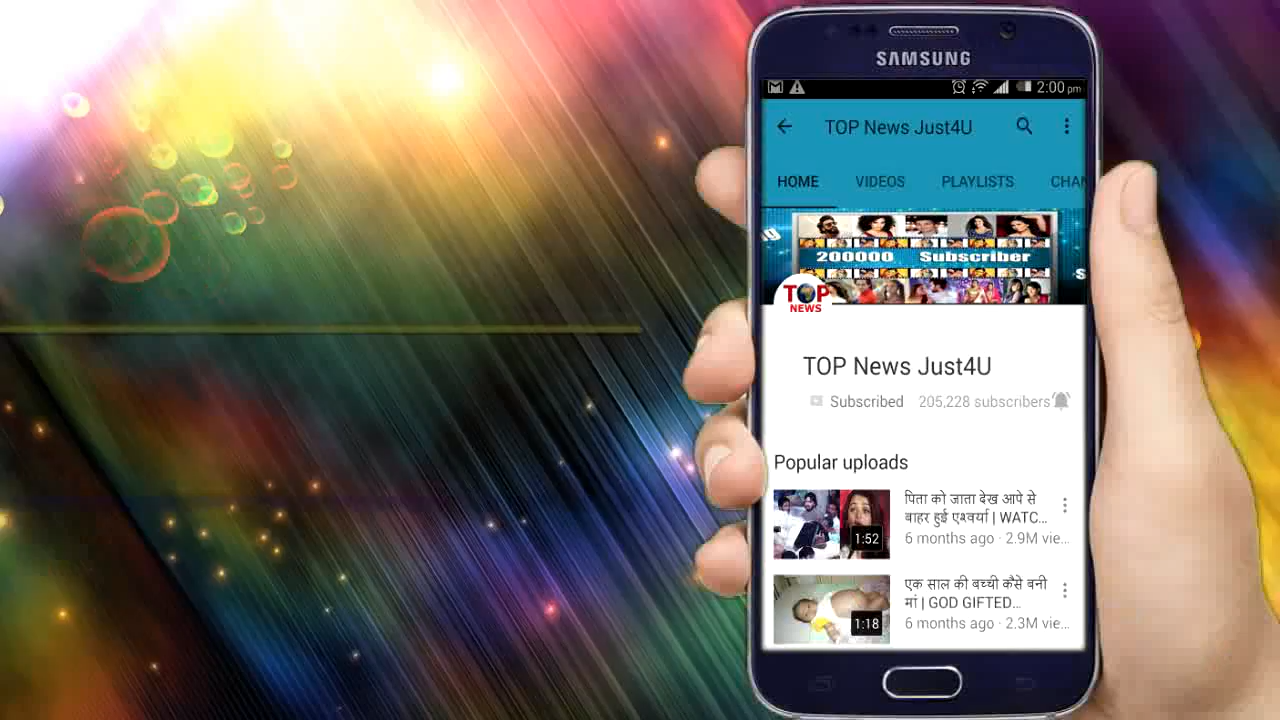 SAMSUNG
2:00 pm
TOP News Just4U
HOME VIDEOS PLAYLISTS CHAN
200000 Subscriber
TOP
NEWS
TOP News Just4U
Subscribed 205,228 subscribers
Popular uploads
पिता को जाता देख आपे से
बाहर हुई एश्वर्या | WATC...
1:52
6 months ago · 2.9M vie...
एक साल की बच्ची कैसे बनी
मां | GOD GIFTED...
1:18
6 months ago · 2.3M vie...